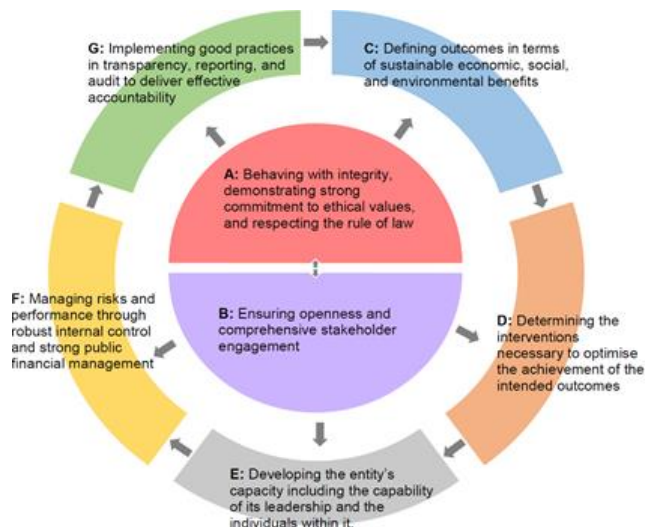 G: Implementing good practices
in transparency, reporting, and
audit to deliver effective
accountability
C: Defining outcomes in terms
of sustainable economic, social,
and environmental benefits
A: Behaving with integrity,
demonstrating strong
commitment to ethical values,
and respecting the rule of law
F: Managing risks and
performance through
robust internal control
and strong public
financial management
B: Ensuring openness and
comprehensive stakeholder
engagement
D: Determining the
interventions
necessary to optimise
the achievement of the
intended outcomes
E: Developing the entity's
capacity including the capability
of its leadership and the
individuals within it.